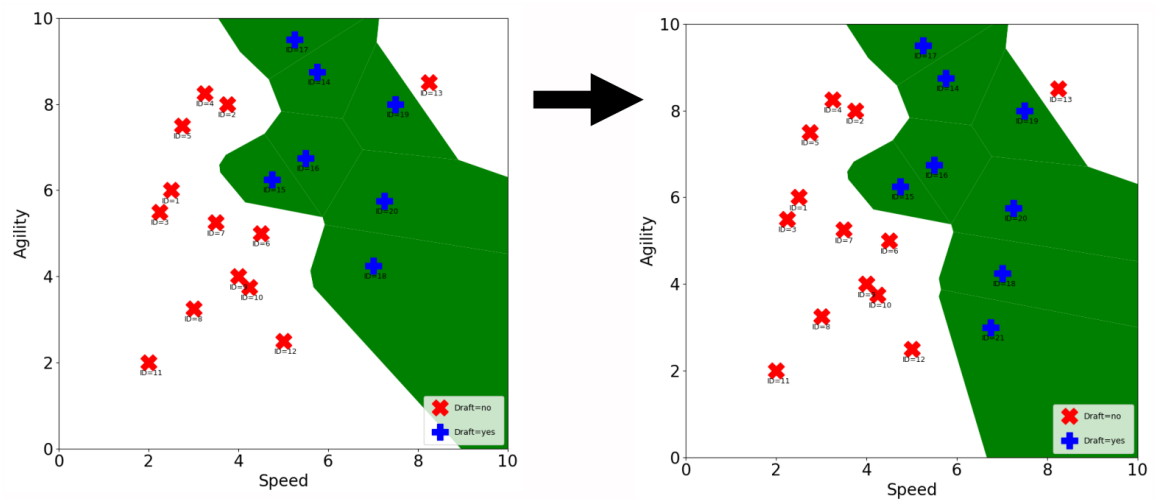 10
8
6
4
2
0
0
2
4
6
8
10
Agility
Speed
ID=17
ID=14
ID=13
ID=4
ID=2
ID=19
ID=5
ID=16
ID=15
ID=1
ID=20
ID=3
ID=7
ID=6
ID=18
ID=10
ID=8
ID=12
ID=11
Draft=no
Draft=yes
10
8
6
4
2
0
0
2
4
6
8
10
Agility
Speed
ID=17
ID=14
ID=13
ID=4
ID=2
ID=19
ID=5
ID=16
ID=15
ID=1
ID=20
ID=3
ID=7
ID=6
ID=18
ID=10
ID=8
ID=21
ID=12
ID=11
Draft=no
Draft=yes